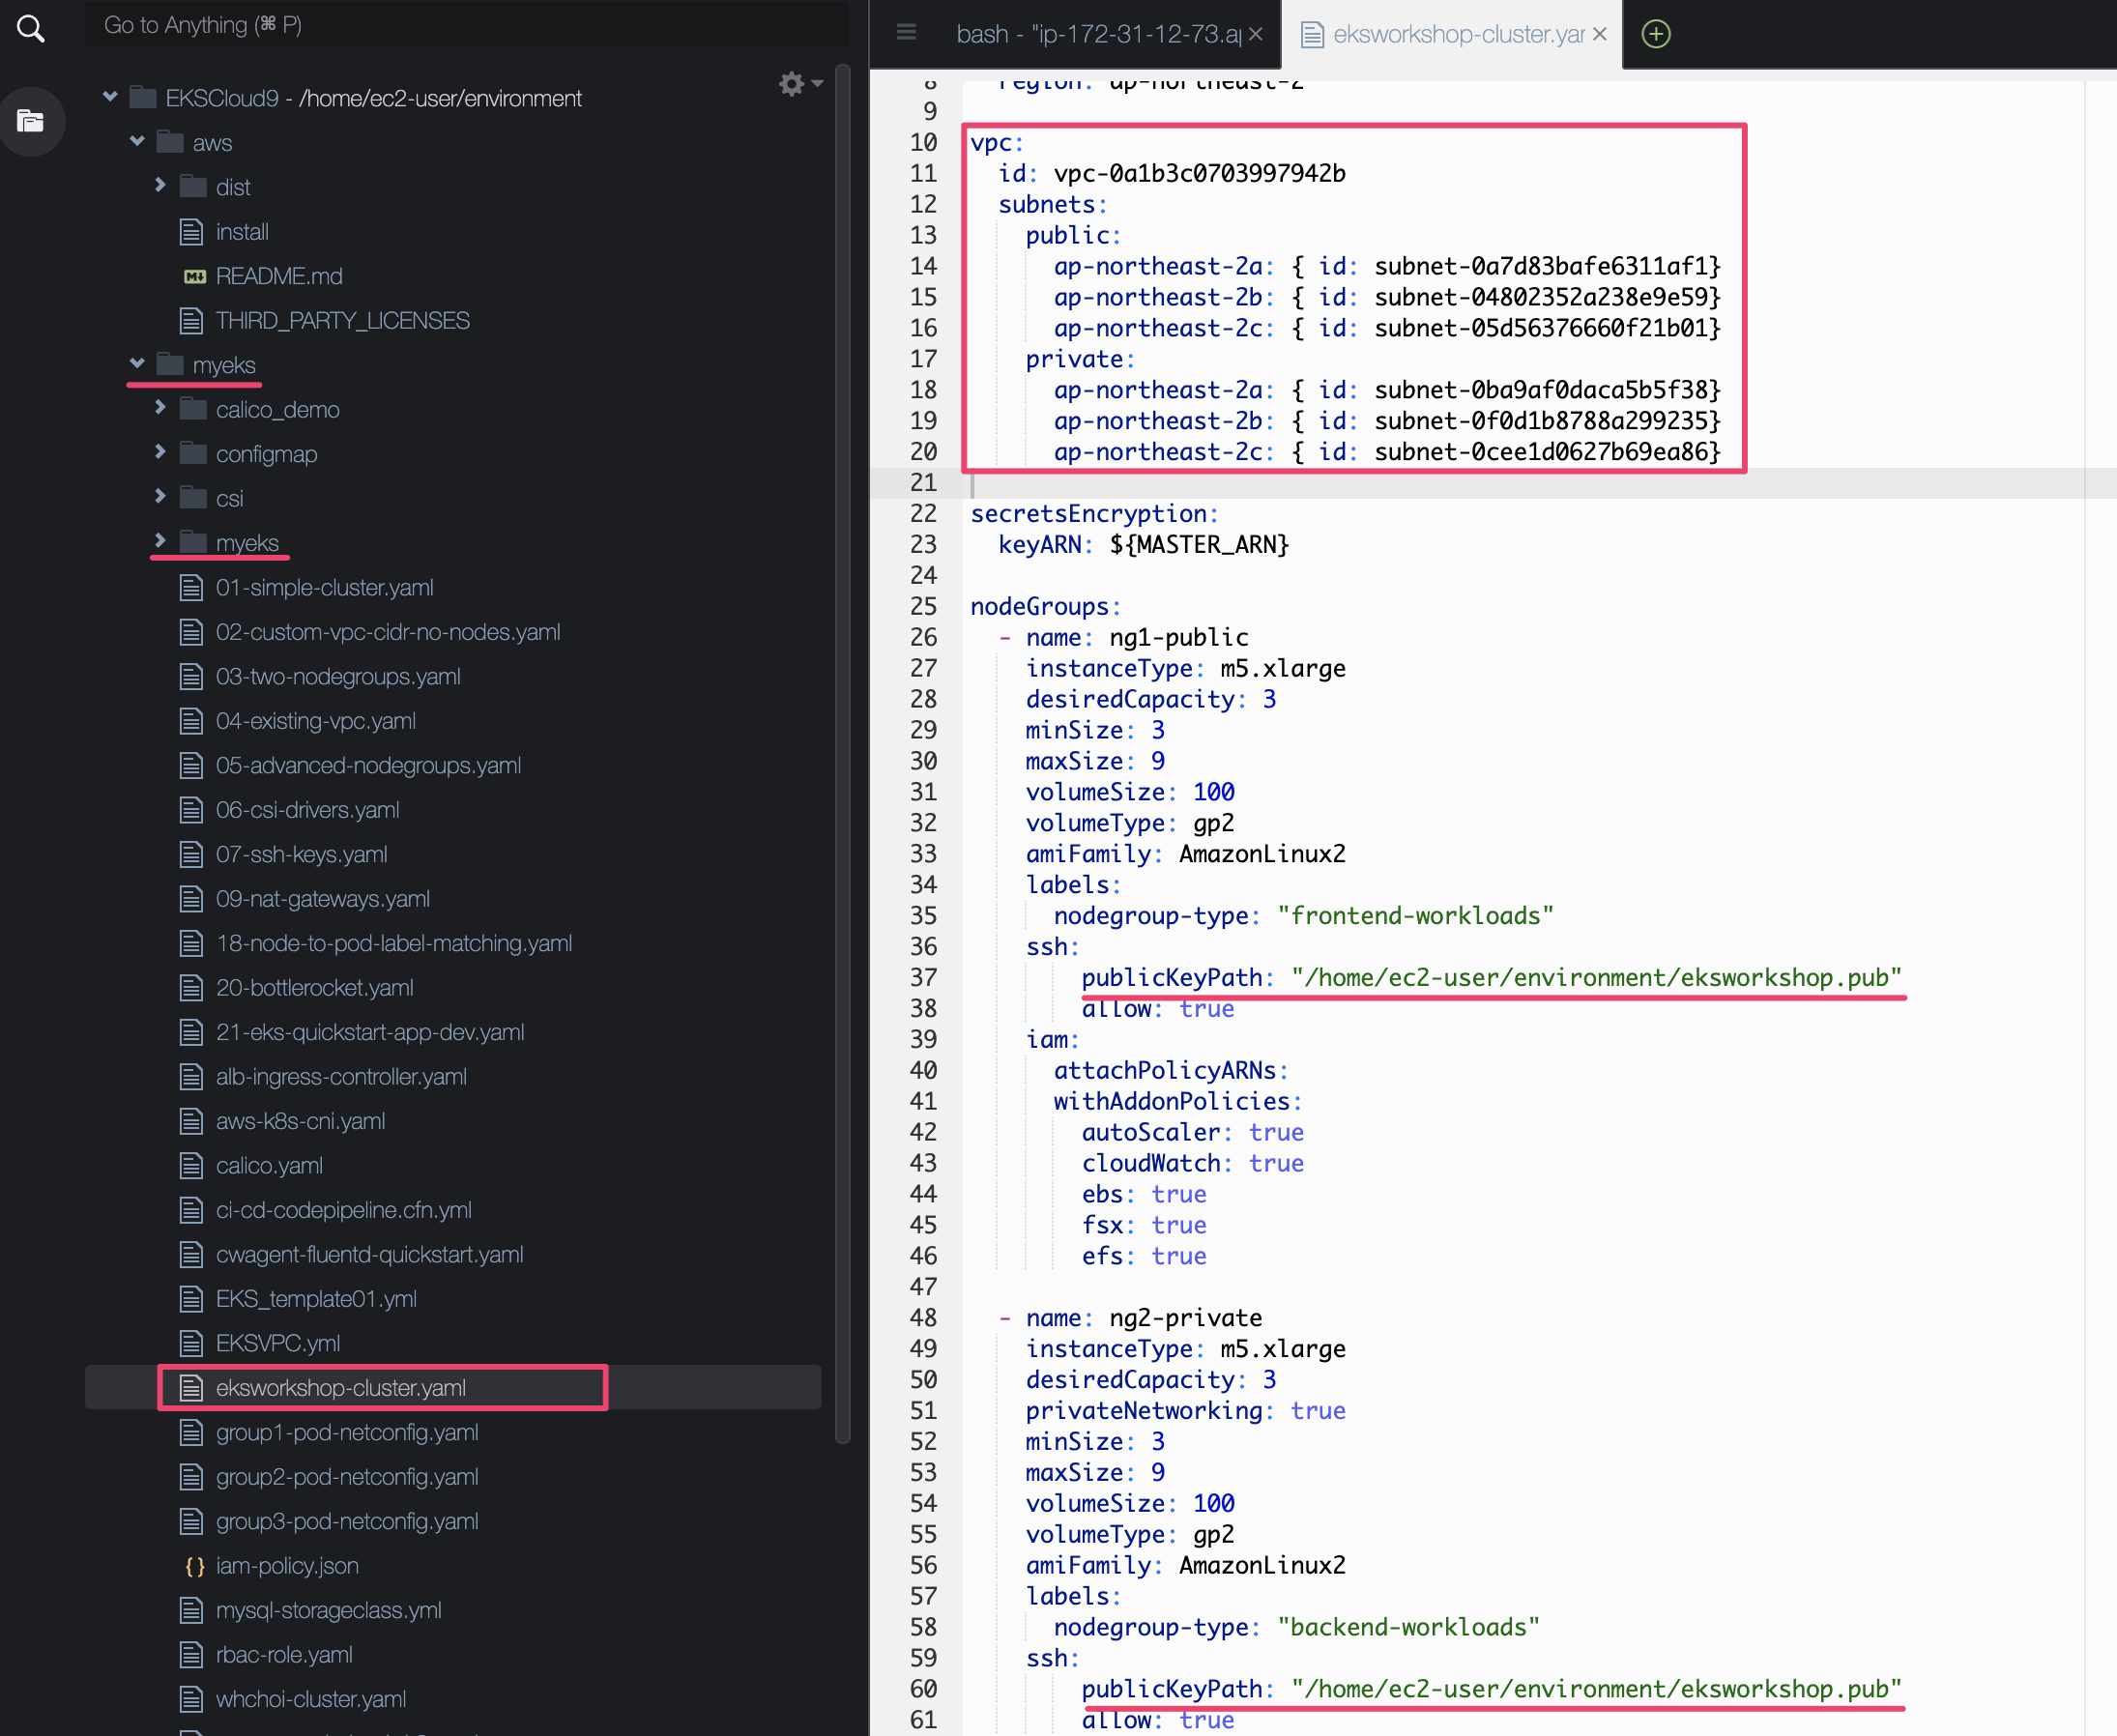 Go to Anything (⌘ P)
EKSCloud9 - /home/ec2-user/environment
aws
dist
install
README.md
THIRD_PARTY_LICENSES
myeks
calico_demo
configmap
csi
myeks
01-simple-cluster.yaml
02-custom-vpc-cidr-no-nodes.yaml
03-two-nodegroups.yaml
04-existing-vpc.yaml
05-advanced-nodegroups.yaml
06-csi-drivers.yaml
07-ssh-keys.yaml
09-nat-gateways.yaml
18-node-to-pod-label-matching.yaml
20-bottlerocket.yaml
21-eks-quickstart-app-dev.yaml
alb-ingress-controller.yaml
aws-k8s-cni.yaml
calico.yaml
ci-cd-codepipeline.cfn.yml
cwagent-fluentd-quickstart.yaml
EKS_template01.yml
EKSVPC.yml
eksworkshop-cluster.yaml
group1-pod-netconfig.yaml
group2-pod-netconfig.yaml
group3-pod-netconfig.yaml
{} iam-policy.json
mysql-storageclass.yml
rbac-role.yaml
whchoi-cluster.yaml
bash - "ip-172-31-12-73.ap
eksworkshop-cluster.yar
8 region: ap-northeast-2
9
10 vpc:
11 id: vpc-0a1b3c0703997942b
12 subnets:
13 public:
14 ap-northeast-2a: { id: subnet-0a7d83bafe6311af1}
15 ap-northeast-2b: { id: subnet-04802352a238e9e59}
16 ap-northeast-2c: { id: subnet-05d56376660f21b01}
17 private:
18 ap-northeast-2a: { id: subnet-0ba9af0daca5b5f38}
19 ap-northeast-2b: { id: subnet-0f0d1b8788a299235}
20 ap-northeast-2c: { id: subnet-0cee1d0627b69ea86}
21
22 secretsEncryption:
23 keyARN: ${MASTER_ARN}
24
25 nodeGroups:
26 - name: ng1-public
27 instanceType: m5.xlarge
28 desiredCapacity: 3
29 minSize: 3
30 maxSize: 9
31 volumeSize: 100
32 volumeType: gp2
33 amiFamily: AmazonLinux2
34 labels:
35 nodegroup-type: "frontend-workloads"
36 ssh:
37 publicKeyPath: "/home/ec2-user/environment/eksworkshop.pub"
38 allow: true
39 iam:
40 attachPolicyARNs:
41 withAddonPolicies:
42 autoScaler: true
43 cloudWatch: true
44 ebs: true
45 fsx: true
46 efs: true
47
48 - name: ng2-private
49 instanceType: m5.xlarge
50 desiredCapacity: 3
51 privateNetworking: true
52 minSize: 3
53 maxSize: 9
54 volumeSize: 100
55 volumeType: gp2
56 amiFamily: AmazonLinux2
57 labels:
58 nodegroup-type: "backend-workloads"
59 ssh:
60 publicKeyPath: "/home/ec2-user/environment/eksworkshop.pub"
61 allow: true